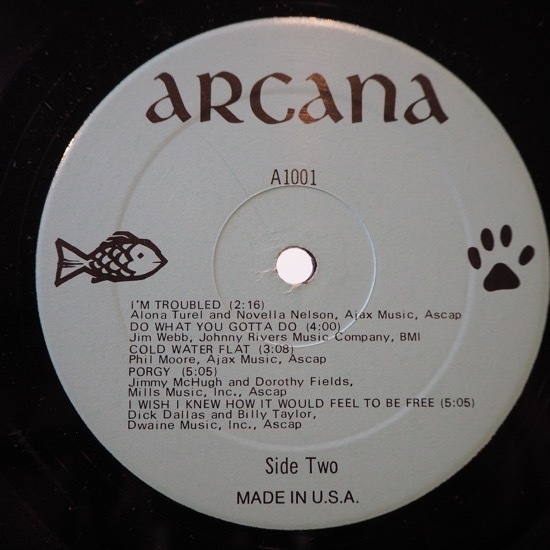 ARCANA
A1001
I'M TROUBLED (2:16)
Alona Turel and Novella Nelson, Ajax Music, Ascap
DO WHAT YOU GOTTA DO (4:00)
Jim Webb, Johnny Rivers Music Company, BMI
COLD WATER FLAT (3:08)
Phil Moore, Ajax Music, Ascap
PORGY (5:05)
Jimmy McHugh and Dorothy Fields,
Mills Music, Inc., Ascap
I WISH I KNEW HOW IT WOULD FEEL TO BE FREE (5:05)
Dick Dallas and Billy Taylor,
Dwaine Music, Inc., Ascap
Side Two
MADE IN U.S.A.